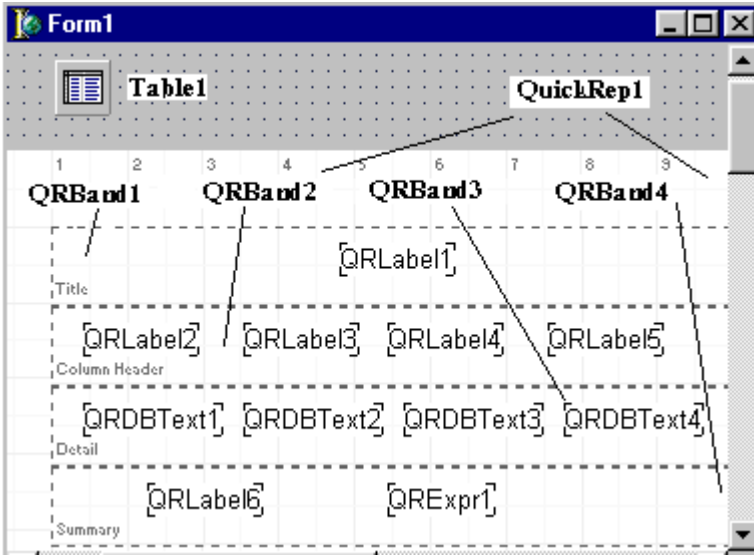 Form1
Table1 QuickRep1
1 2 3 4 5 6 7 8 9
QRBand1 QRBand2 QRBand3 QRBand4
QRLabel1
Title
QRLabel2 QRLabel3 QRLabel4 QRLabel5
Column Header
QRDBText1 QRDBText2 QRDBText3 QRDBText4
Detail
QRLabel6 QRExpr1
Summary